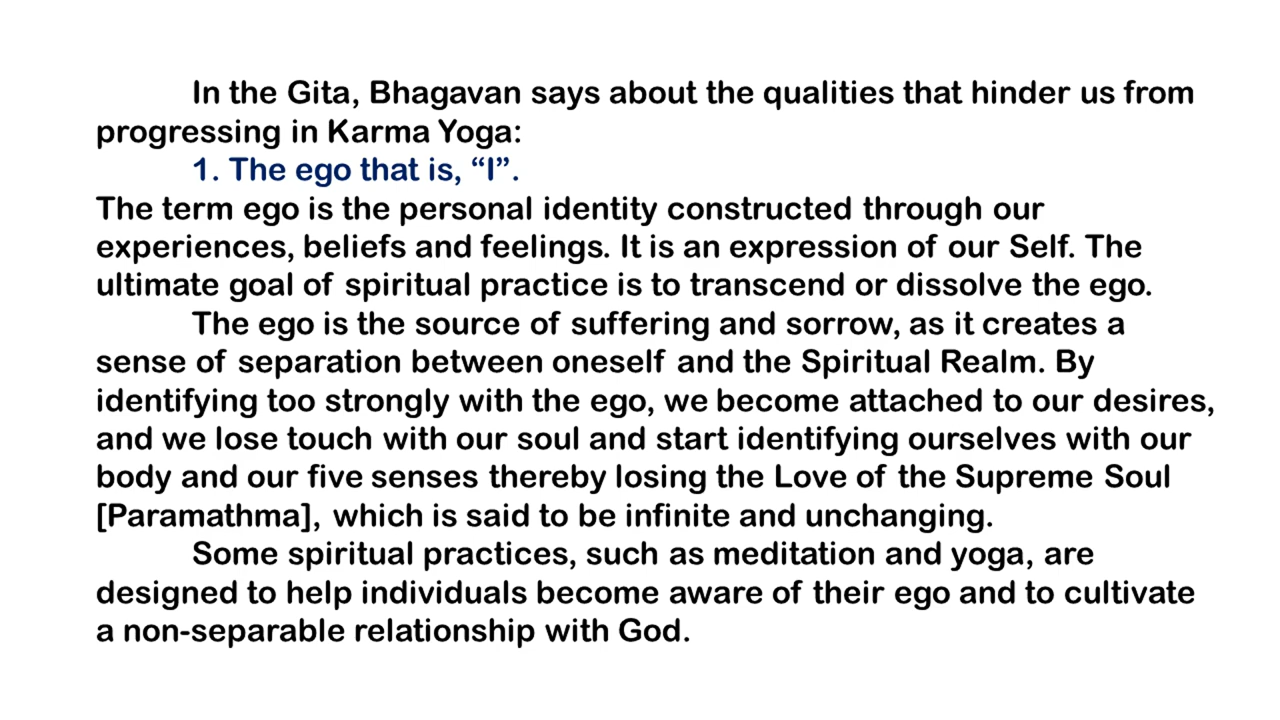 In the Gita, Bhagavan says about the qualities that hinder us from
progressing in Karma Yoga:
1. The ego that is, “I”.
The term ego is the personal identity constructed through our
experiences, beliefs and feelings. It is an expression of our Self. The
ultimate goal of spiritual practice is to transcend or dissolve the ego.
The ego is the source of suffering and sorrow, as it creates a
sense of separation between oneself and the Spiritual Realm. By
identifying too strongly with the ego, we become attached to our desires,
and we lose touch with our soul and start identifying ourselves with our
body and our five senses thereby losing the Love of the Supreme Soul
[Paramathma], which is said to be infinite and unchanging.
Some spiritual practices, such as meditation and yoga, are
designed to help individuals become aware of their ego and to cultivate
a non-separable relationship with God.